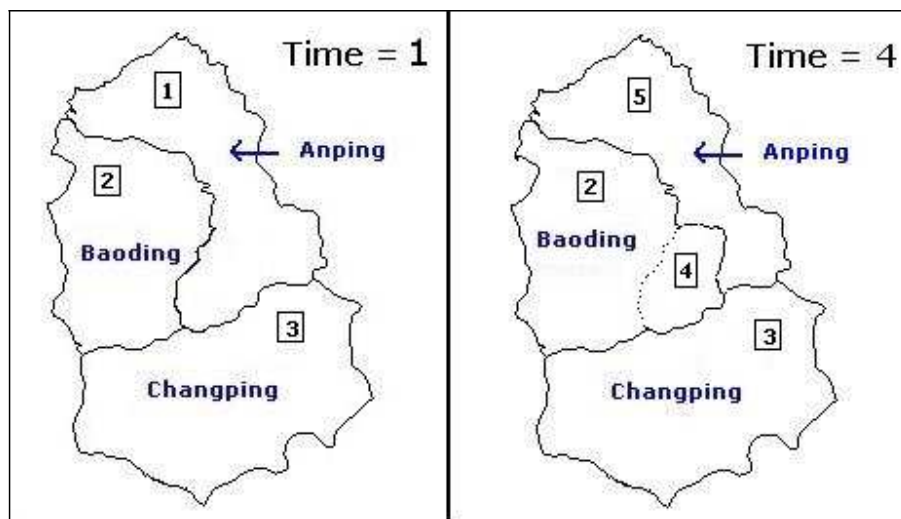 Time = 1
1
Anping
2
Baoding
3
Changping
Time = 4
5
Anping
2
Baoding
4
3
Changping